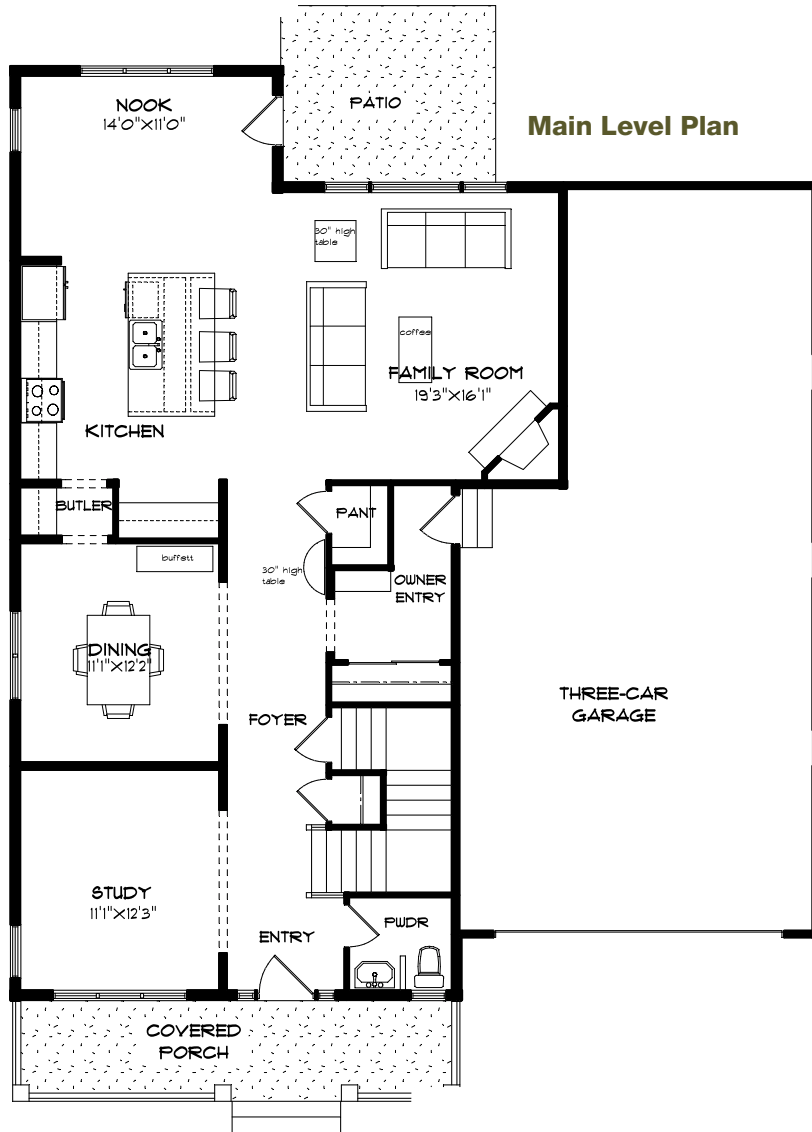 NOOK
14'0"X11'0"
PATIO
Main Level Plan
30" high
table
coffee
FAMILY ROOM
19'3"X16'1"
KITCHEN
BUTLER
PANT
buffett
30" high
table
OWNER
ENTRY
DINING
11'1"X12'2"
FOYER
THREE-CAR
GARAGE
STUDY
11'1"X12'3"
ENTRY
PWDR
COVERED
PORCH